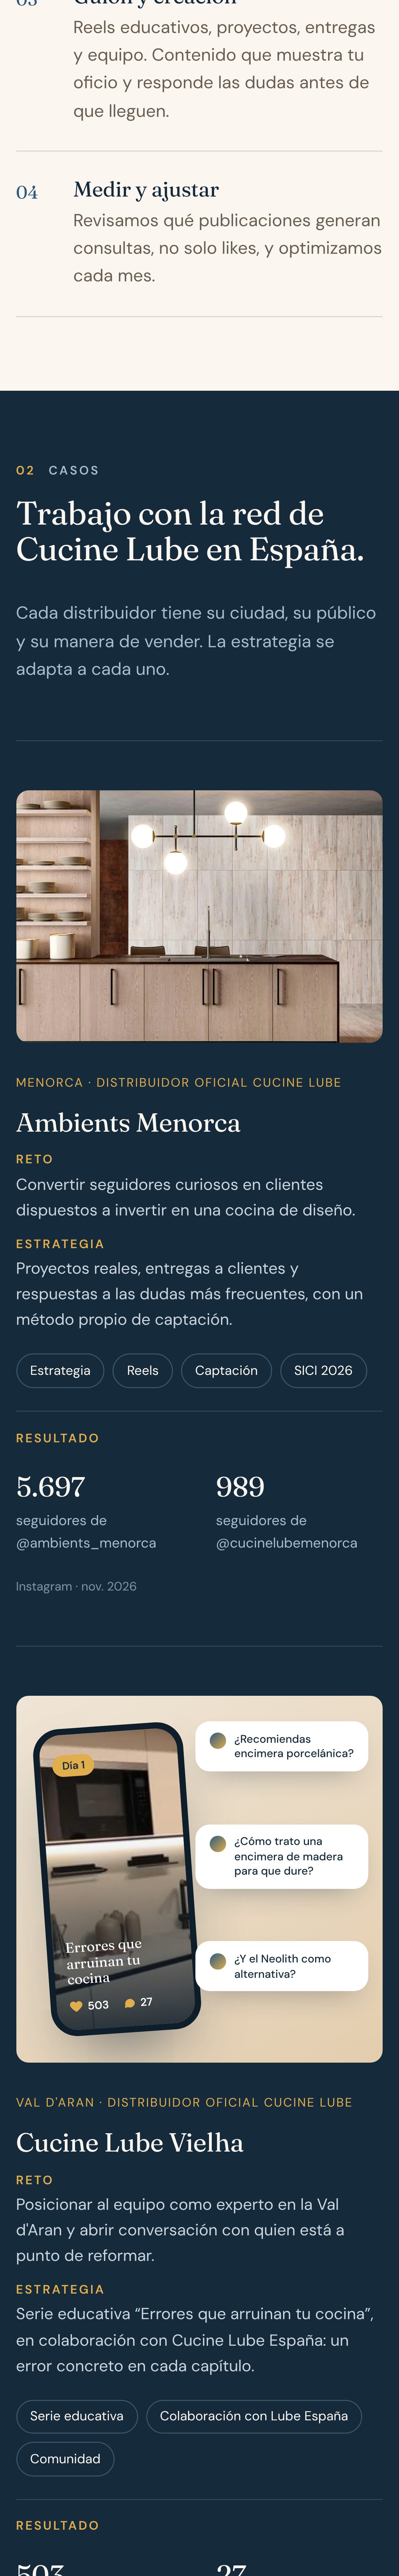 03 Guion y creación
Reels educativos, proyectos, entregas
y equipo. Contenido que muestra tu
oficio y responde las dudas antes de
que lleguen.
04 Medir y ajustar
Revisamos qué publicaciones generan
consultas, no solo likes, y optimizamos
cada mes.
02 CASOS
Trabajo con la red de
Cucine Lube en España.
Cada distribuidor tiene su ciudad, su público
y su manera de vender. La estrategia se
adapta a cada uno.
MENORCA · DISTRIBUIDOR OFICIAL CUCINE LUBE
Ambients Menorca
RETO
Convertir seguidores curiosos en clientes
dispuestos a invertir en una cocina de diseño.
ESTRATEGIA
Proyectos reales, entregas a clientes y
respuestas a las dudas más frecuentes, con un
método propio de captación.
Estrategia Reels Captación SICI 2026
RESULTADO
5.697 989
seguidores de seguidores de
@ambients_menorca @cucinelubemenorca
Instagram · nov. 2026
Día 1
Errores que
arruinan tu
cocina
503 27
¿Recomiendas
encimera porcelánica?
¿Cómo trato una
encimera de madera
para que dure?
¿Y el Neolith como
alternativa?
VAL D'ARAN · DISTRIBUIDOR OFICIAL CUCINE LUBE
Cucine Lube Vielha
RETO
Posicionar al equipo como experto en la Val
d'Aran y abrir conversación con quien está a
punto de reformar.
ESTRATEGIA
Serie educativa “Errores que arruinan tu cocina”,
en colaboración con Cucine Lube España: un
error concreto en cada capítulo.
Serie educativa Colaboración con Lube España
Comunidad
RESULTADO
503 27